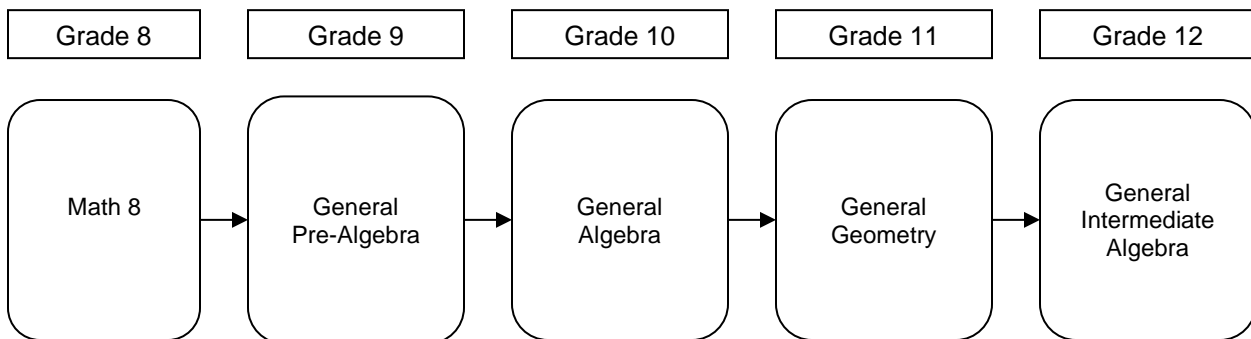 Grade 8
Grade 9
Grade 10
Grade 11
Grade 12
Math 8
General
Pre-Algebra
General
Algebra
General
Geometry
General
Intermediate
Algebra